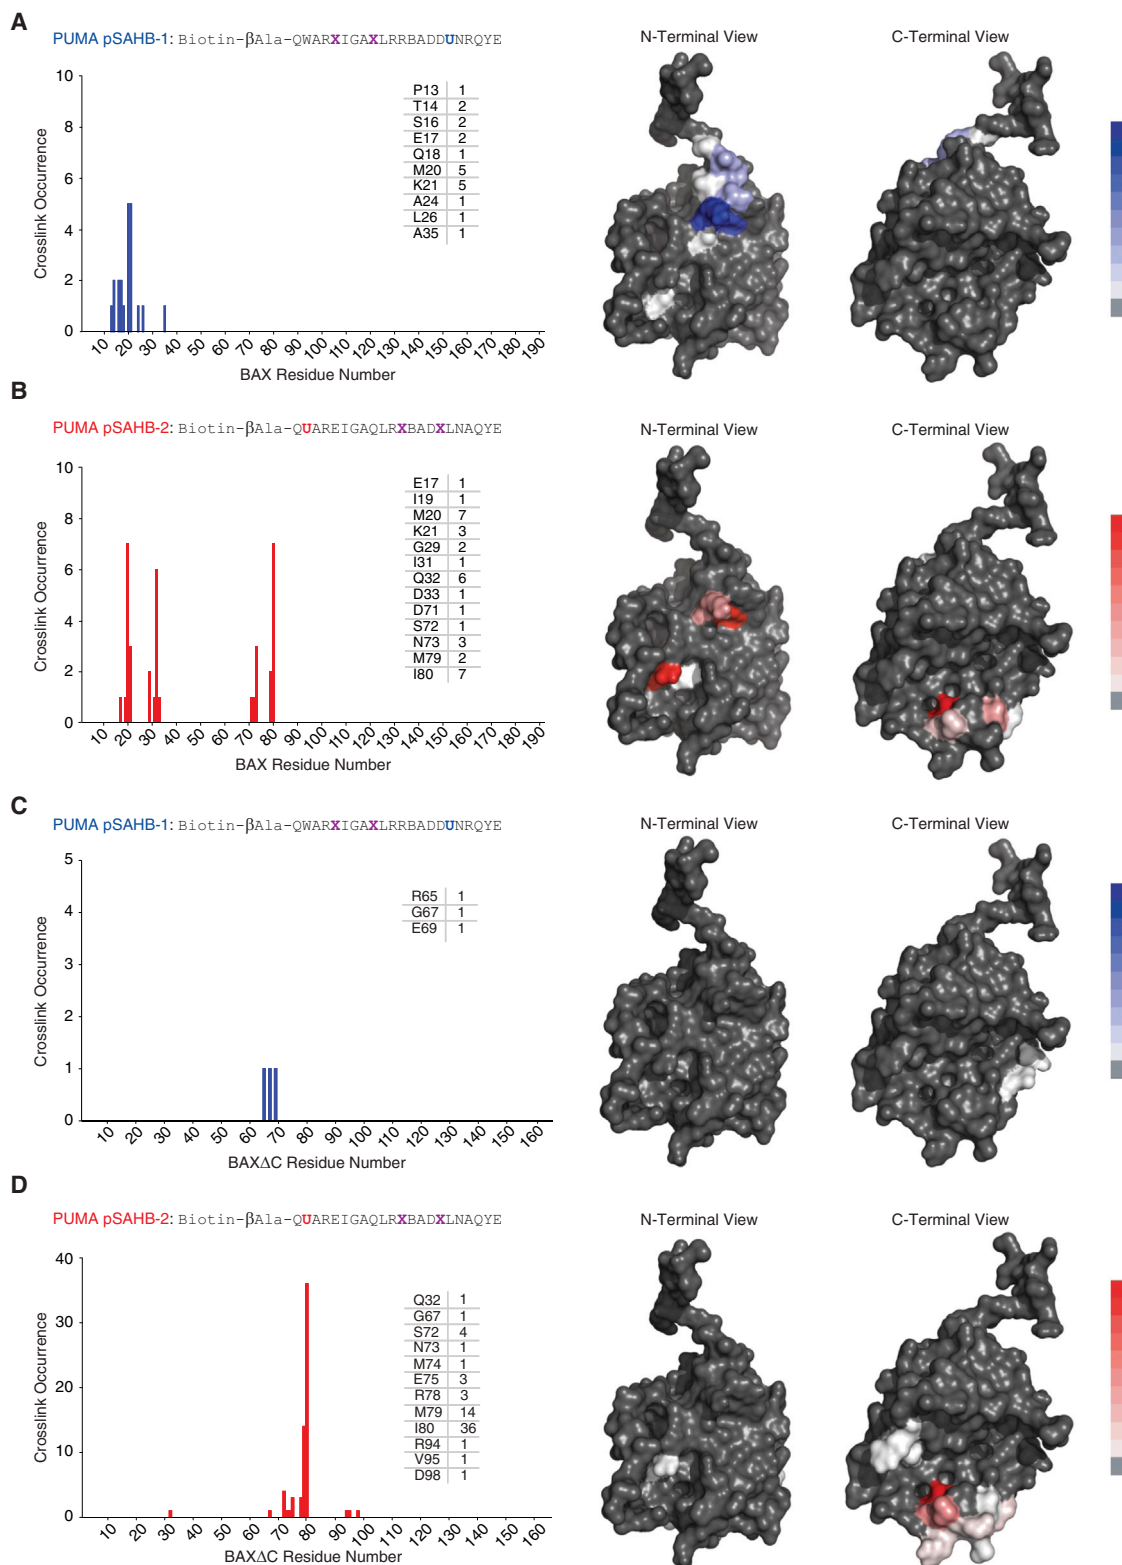 A
PUMA pSAHB-1: Biotin-βAla-QWARXIGAXLRRBADDUNRQYE
N-Terminal View
C-Terminal View
Crosslink Occurrence
10
8
6
4
2
0
P13 1
T14 2
S16 2
E17 2
Q18 1
M20 5
K21 5
A24 1
L26 1
A35 1
10 20 30 40 50 60 70 80 90 100 110 120 130 140 150 160 170 180 190
BAX Residue Number
B
PUMA pSAHB-2: Biotin-βAla-QUAREIGAQLRXBADXLNAQYE
N-Terminal View
C-Terminal View
Crosslink Occurrence
10
8
6
4
2
0
E17 1
I19 1
M20 7
K21 3
G29 2
I31 1
Q32 6
D33 1
D71 1
S72 1
N73 3
M79 2
I80 7
10 20 30 40 50 60 70 80 90 100 110 120 130 140 150 160 170 180 190
BAX Residue Number
C
PUMA pSAHB-1: Biotin-βAla-QWARXIGAXLRRBADDUNRQYE
N-Terminal View
C-Terminal View
Crosslink Occurrence
5
4
3
2
1
0
R65 1
G67 1
E69 1
10 20 30 40 50 60 70 80 90 100 110 120 130 140 150 160
BAXΔC Residue Number
D
PUMA pSAHB-2: Biotin-βAla-QUAREIGAQLRXBADXLNAQYE
N-Terminal View
C-Terminal View
Crosslink Occurrence
40
30
20
10
0
Q32 1
G67 1
S72 4
N73 1
M74 1
E75 3
R78 3
M79 14
I80 36
R94 1
V95 1
D98 1
10 20 30 40 50 60 70 80 90 100 110 120 130 140 150 160
BAXΔC Residue Number